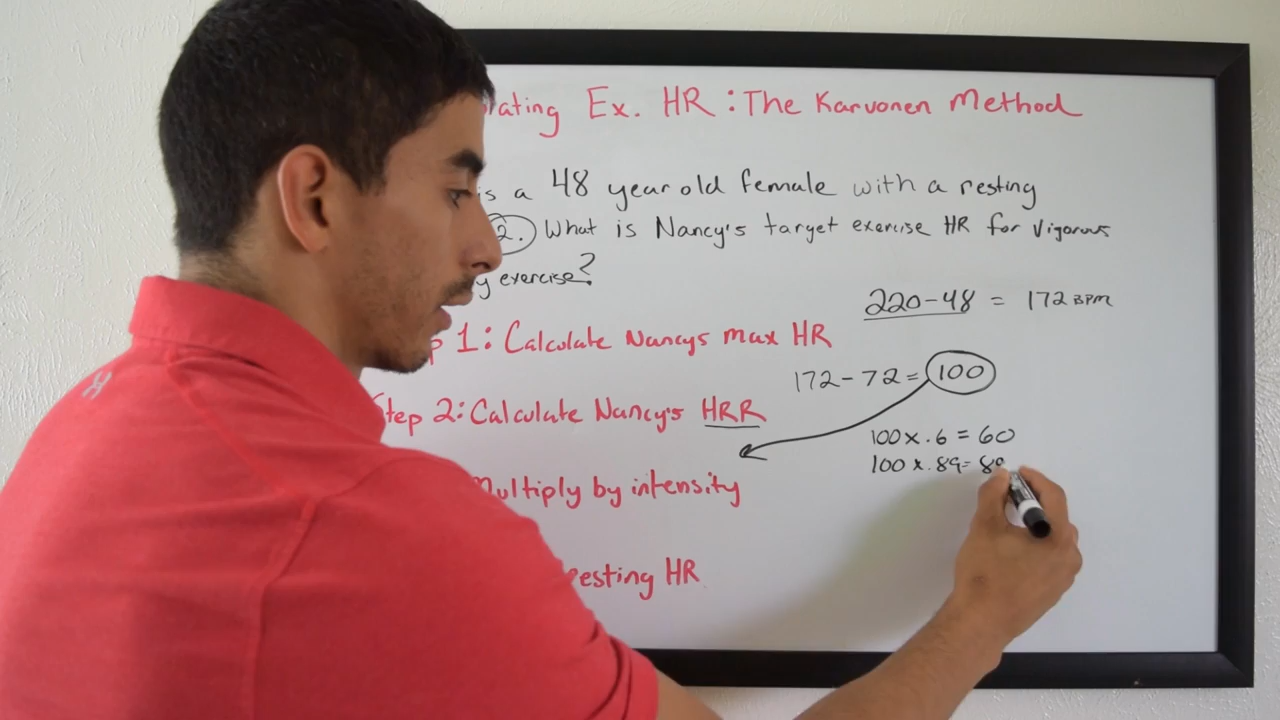 ating Ex. HR : The Karvonen Method
is a 48 year old female with a resting
2. What is Nancy's target exercise HR for Vigorous
y exercise?
220-48 = 172 BPM
p 1: Calculate Nancys max HR
172-72 = 100
Step 2: Calculate Nancy's HRR
100 x .6 = 60
100 x .89 = 89
Multiply by intensity
resting HR